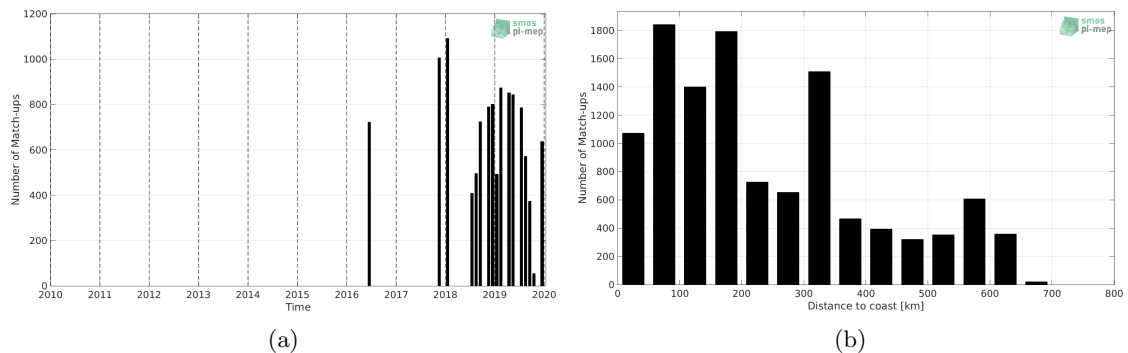 smos
pi-mep
Number of Match-ups
1200
1000
800
600
400
200
0
2010 2011 2012 2013 2014 2015 2016 2017 2018 2019 2020
Time
(a)
smos
pi-mep
Number of Match-ups
1800
1600
1400
1200
1000
800
600
400
200
0
0 100 200 300 400 500 600 700 800
Distance to coast [km]
(b)